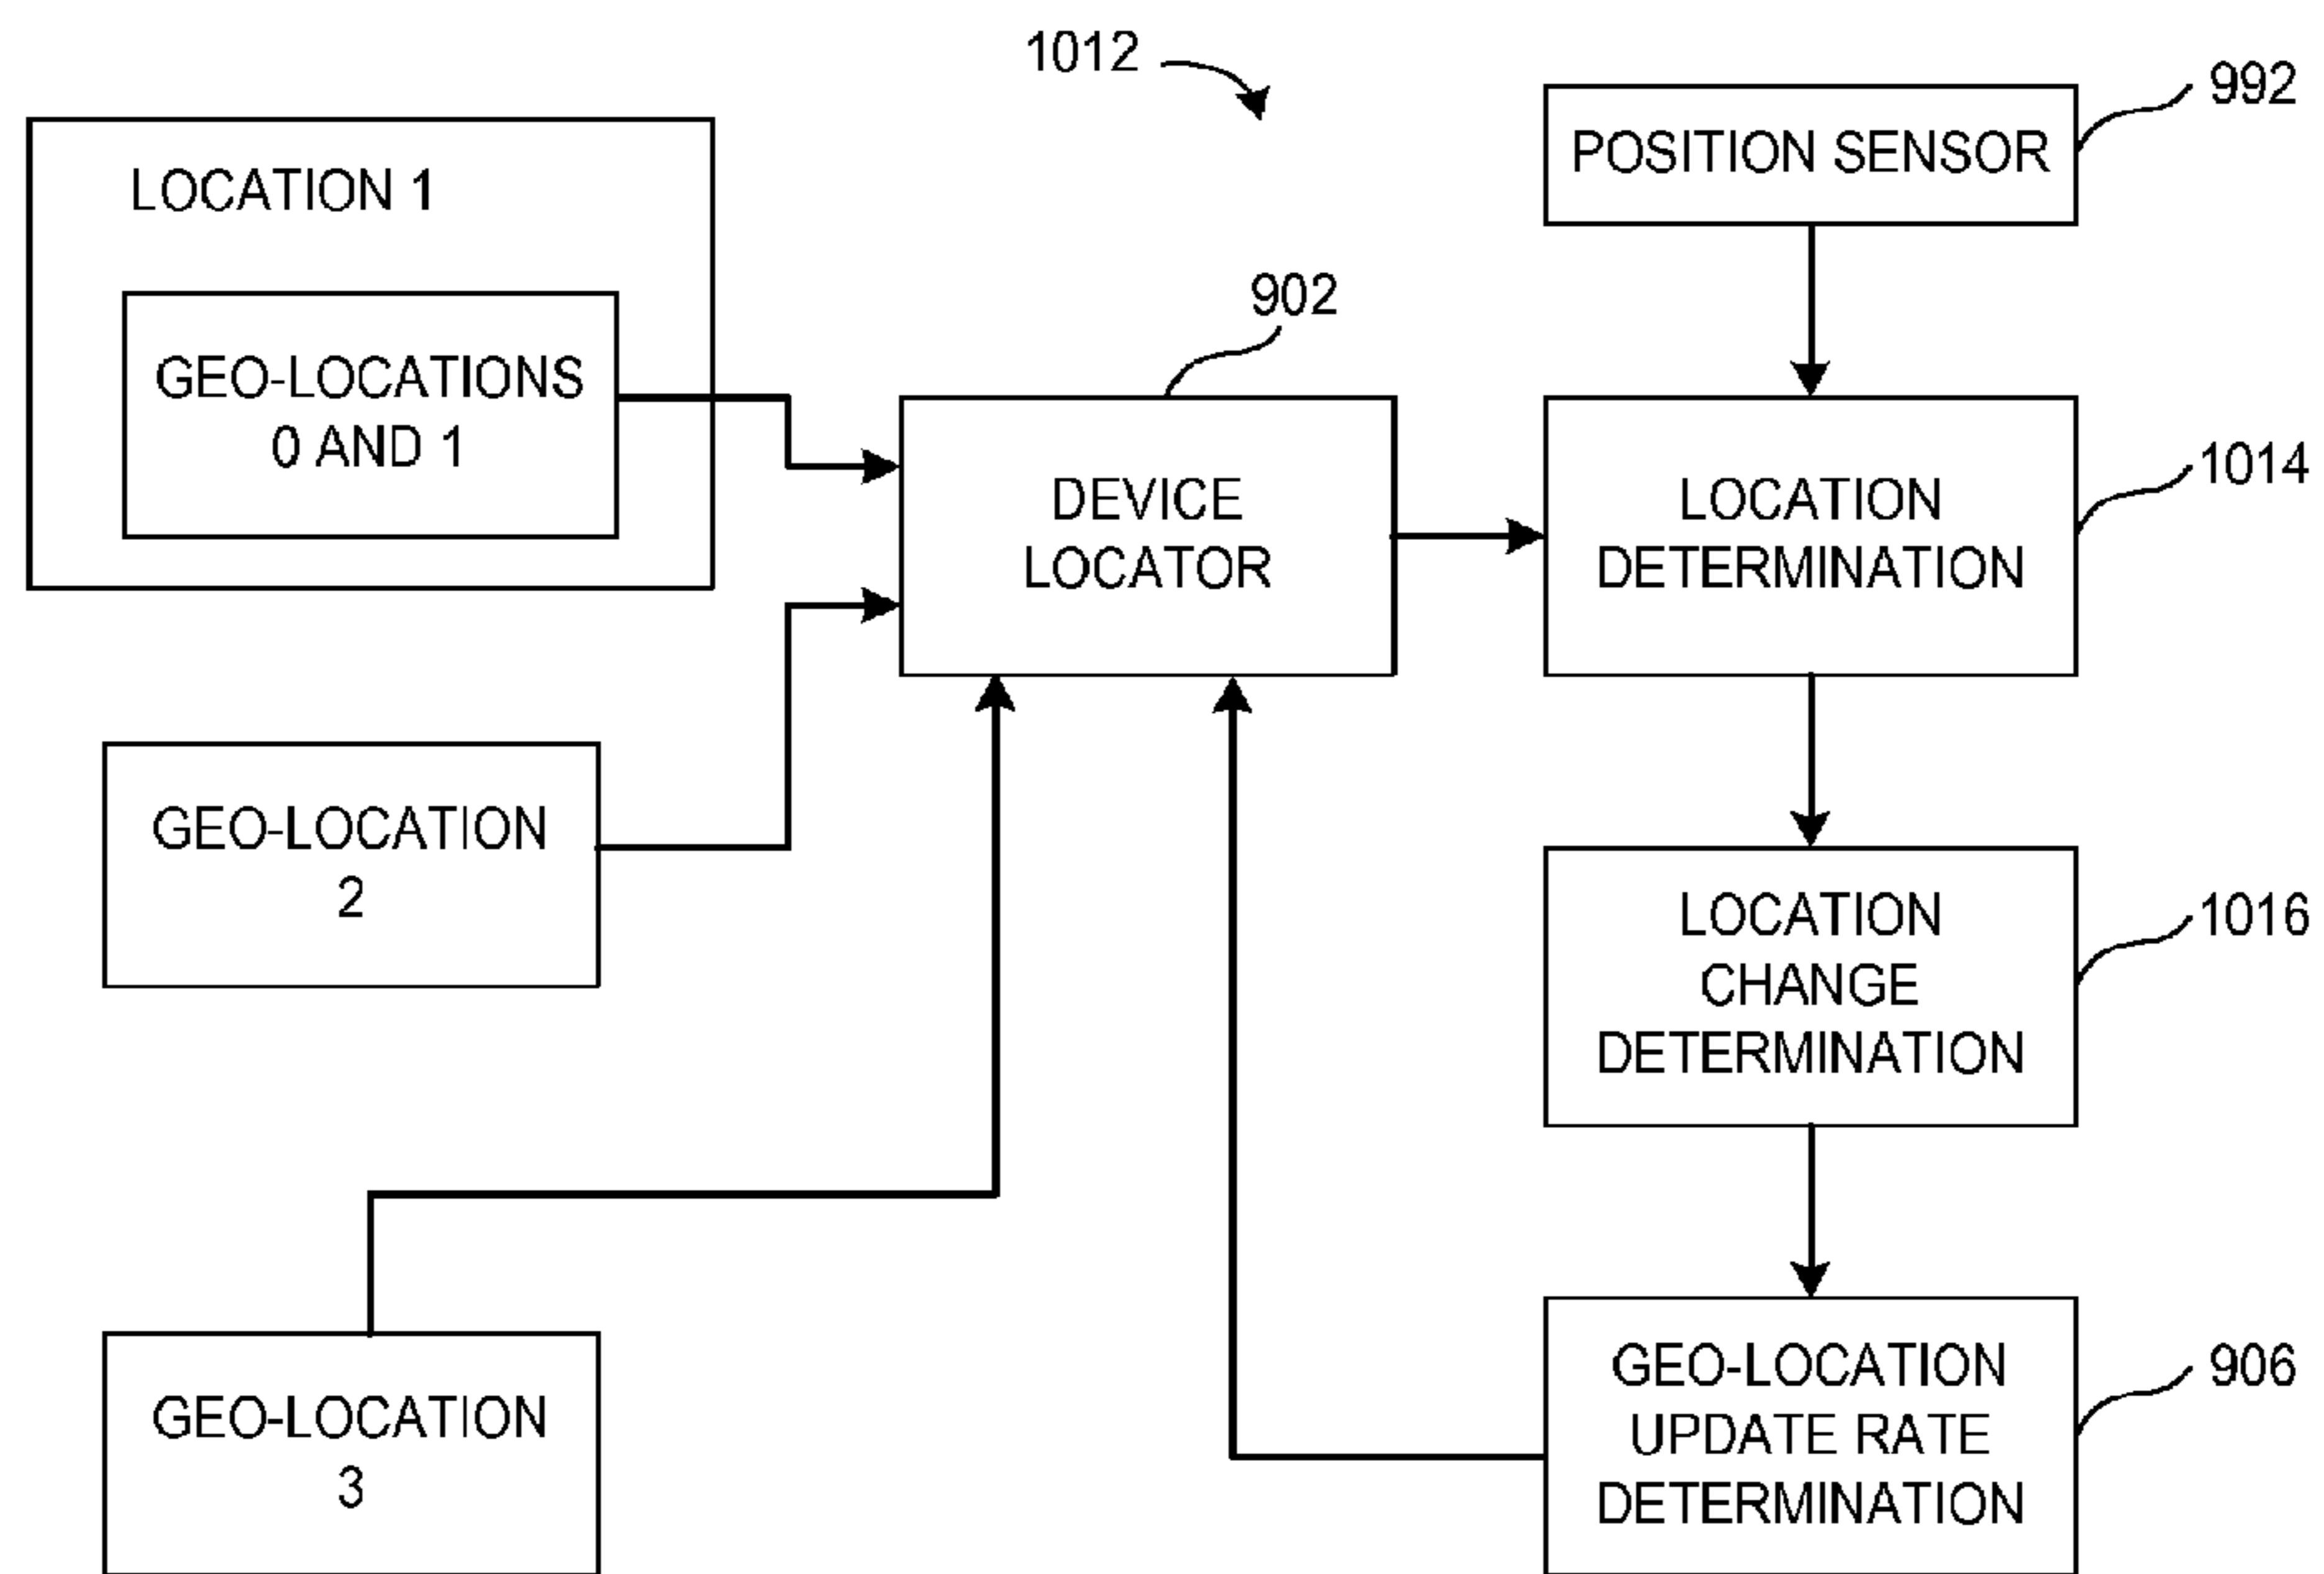 1012
992
POSITION SENSOR
LOCATION 1
GEO-LOCATIONS
0 AND 1
902
DEVICE
LOCATOR
1014
LOCATION
DETERMINATION
GEO-LOCATION
2
1016
LOCATION
CHANGE
DETERMINATION
GEO-LOCATION
3
906
GEO-LOCATION
UPDATE RATE
DETERMINATION